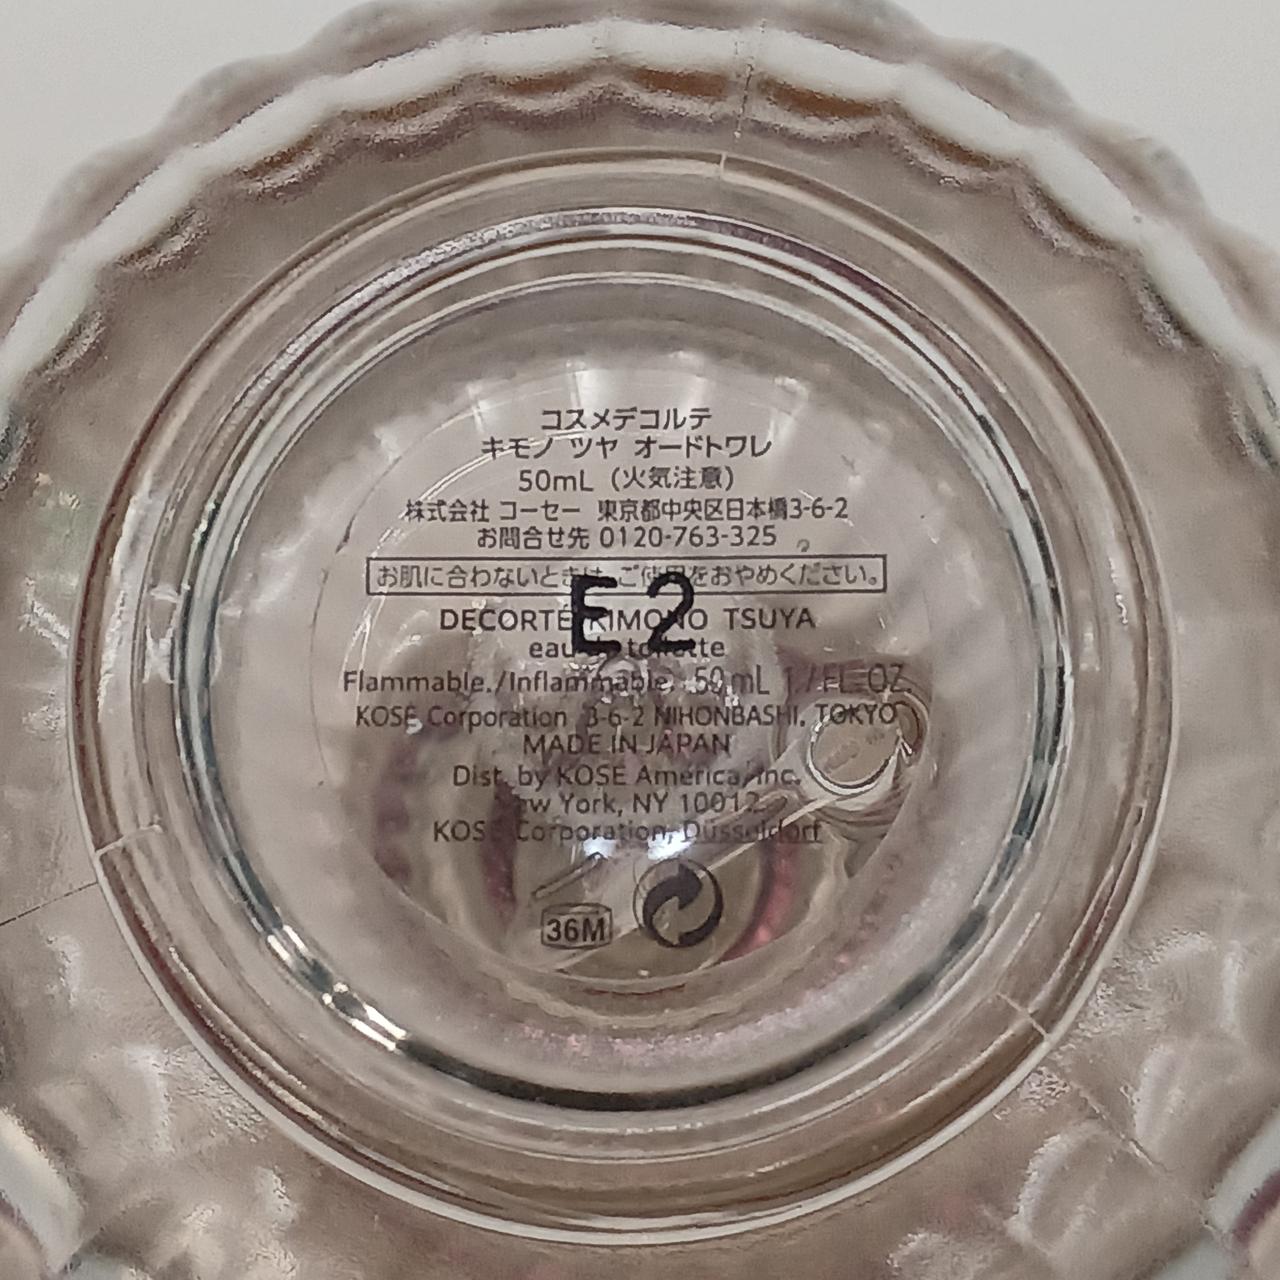 コスメデコルテ
キモノ ツヤ オードトワレ
50mL（火気注意）
株式会社 コーセー 東京都中央区日本橋3-6-2
お問合せ先 0120-763-325
お肌に合わないときは、ご使用をおやめください。
E2
DECORTÉ KIMONO TSUYA
eau de toilette
Flammable./Inflammable. 50 mL 1.7 FL. OZ.
KOSÉ Corporation 3-6-2 NIHONBASHI, TOKYO
MADE IN JAPAN
Dist. by KOSÉ America, Inc.
New York, NY 10012
KOSÉ Corporation, Düsseldorf
36M